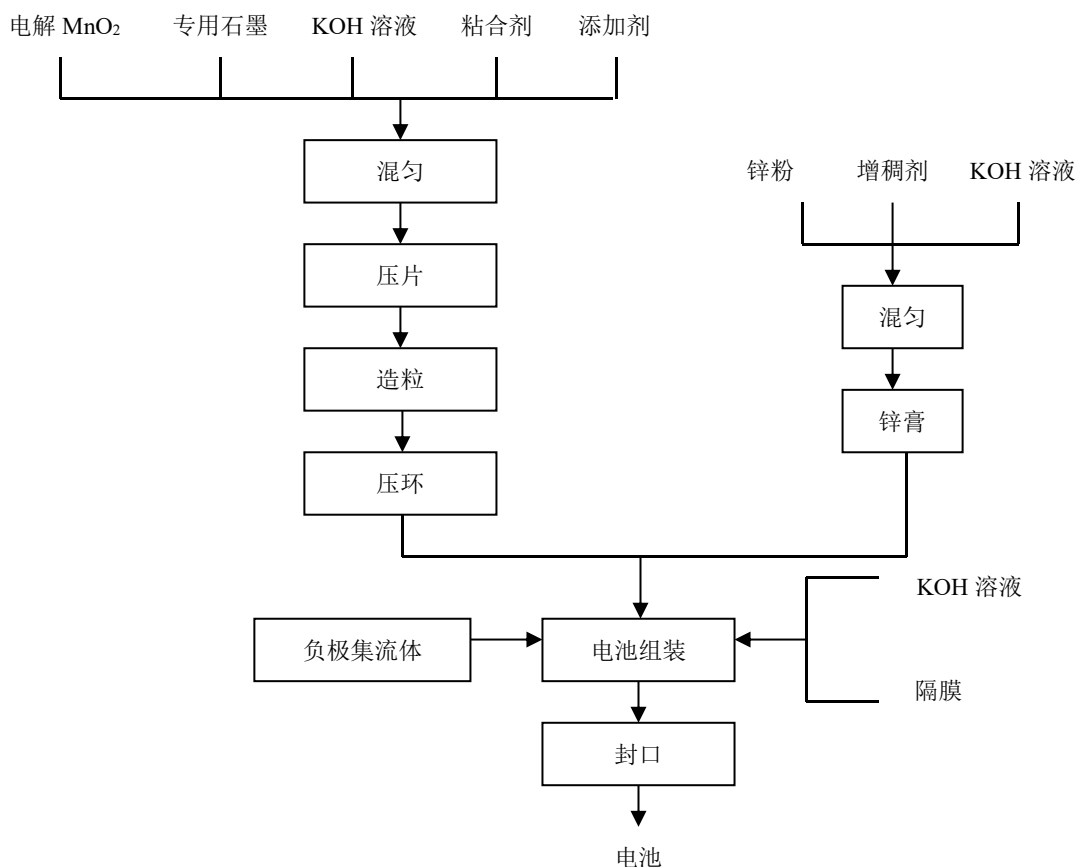 电解 MnO₂ 专用石墨 KOH 溶液 粘合剂 添加剂
混匀
压片
造粒
压环
锌粉 增稠剂 KOH 溶液
混匀
锌膏
负极集流体
电池组装
KOH 溶液
隔膜
封口
电池